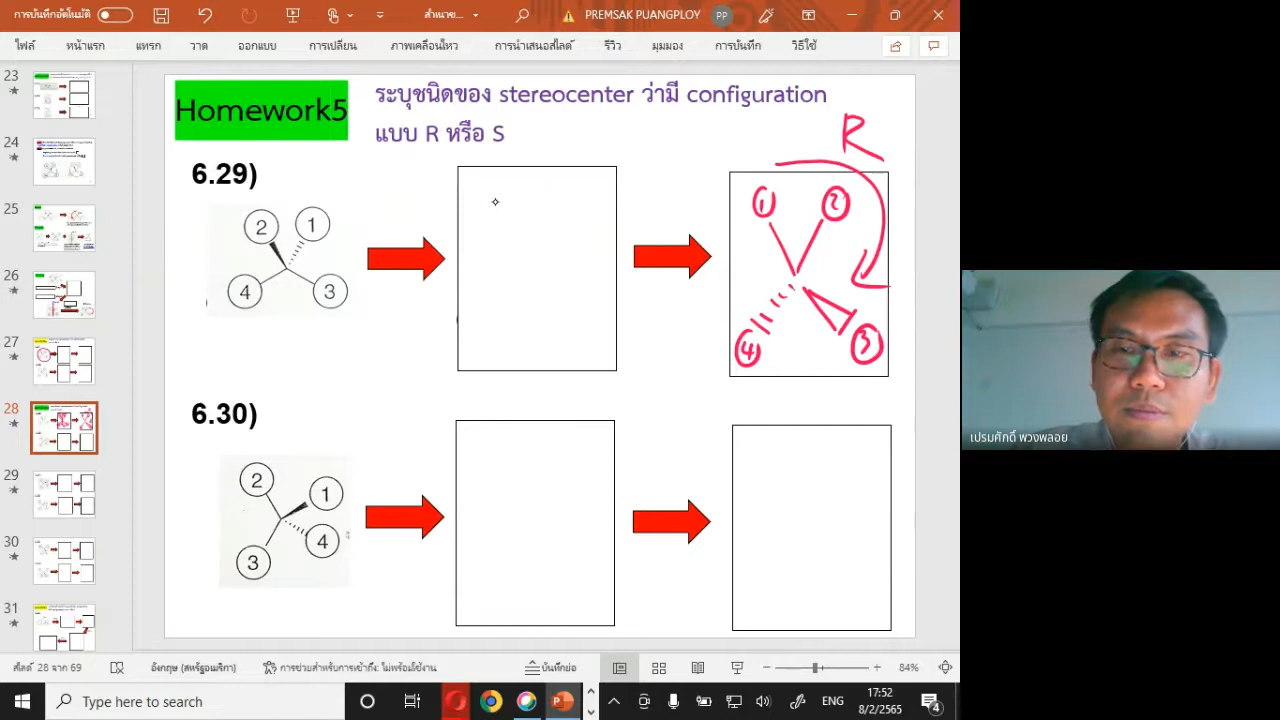 การบันทึกอัตโนมัติ
สำเนาข... PREMSAK PUANGPLOY PP
ไฟล์ หน้าแรก แทรก วาด ออกแบบ การเปลี่ยน ภาพเคลื่อนไหว การนำเสนอสไลด์ รีวิว มุมมอง การบันทึก วิธีใช้
23
24
25
26
27
28
29
30
31
Homework5
ระบุชนิดของ stereocenter ว่ามี configuration
แบบ R หรือ S
R
6.29)
2 1
4 3
1 2
4 3
6.30)
2
1
4
3
เปรมศักดิ์ พวงพลอย
สไลด์ 28 จาก 69 อังกฤษ (สหรัฐอเมริกา) การช่วยสำหรับการเข้าถึง: ไม่พร้อมใช้งาน บันทึกย่อ 84%
Type here to search
ENG
17:52
8/2/2565
4